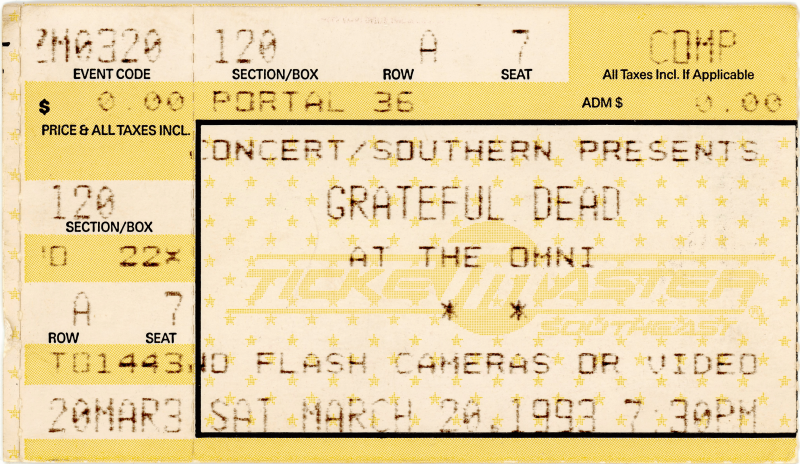 ZM0320 120 A 7 COMP
EVENT CODE SECTION/BOX ROW SEAT All Taxes Incl. If Applicable
$ 0.00 PORTAL 36 ADM $ 0.00
PRICE & ALL TAXES INCL.
CONCERT/SOUTHERN PRESENTS
120 GRATEFUL DEAD
SECTION/BOX
22× AT THE OMNI
TICKETMASTER®
A 7 * *
SOUTHEAST
ROW SEAT
TG1443 NO FLASH CAMERAS OR VIDEO
20MAR3 SAT MARCH 20,1993 7:30PM